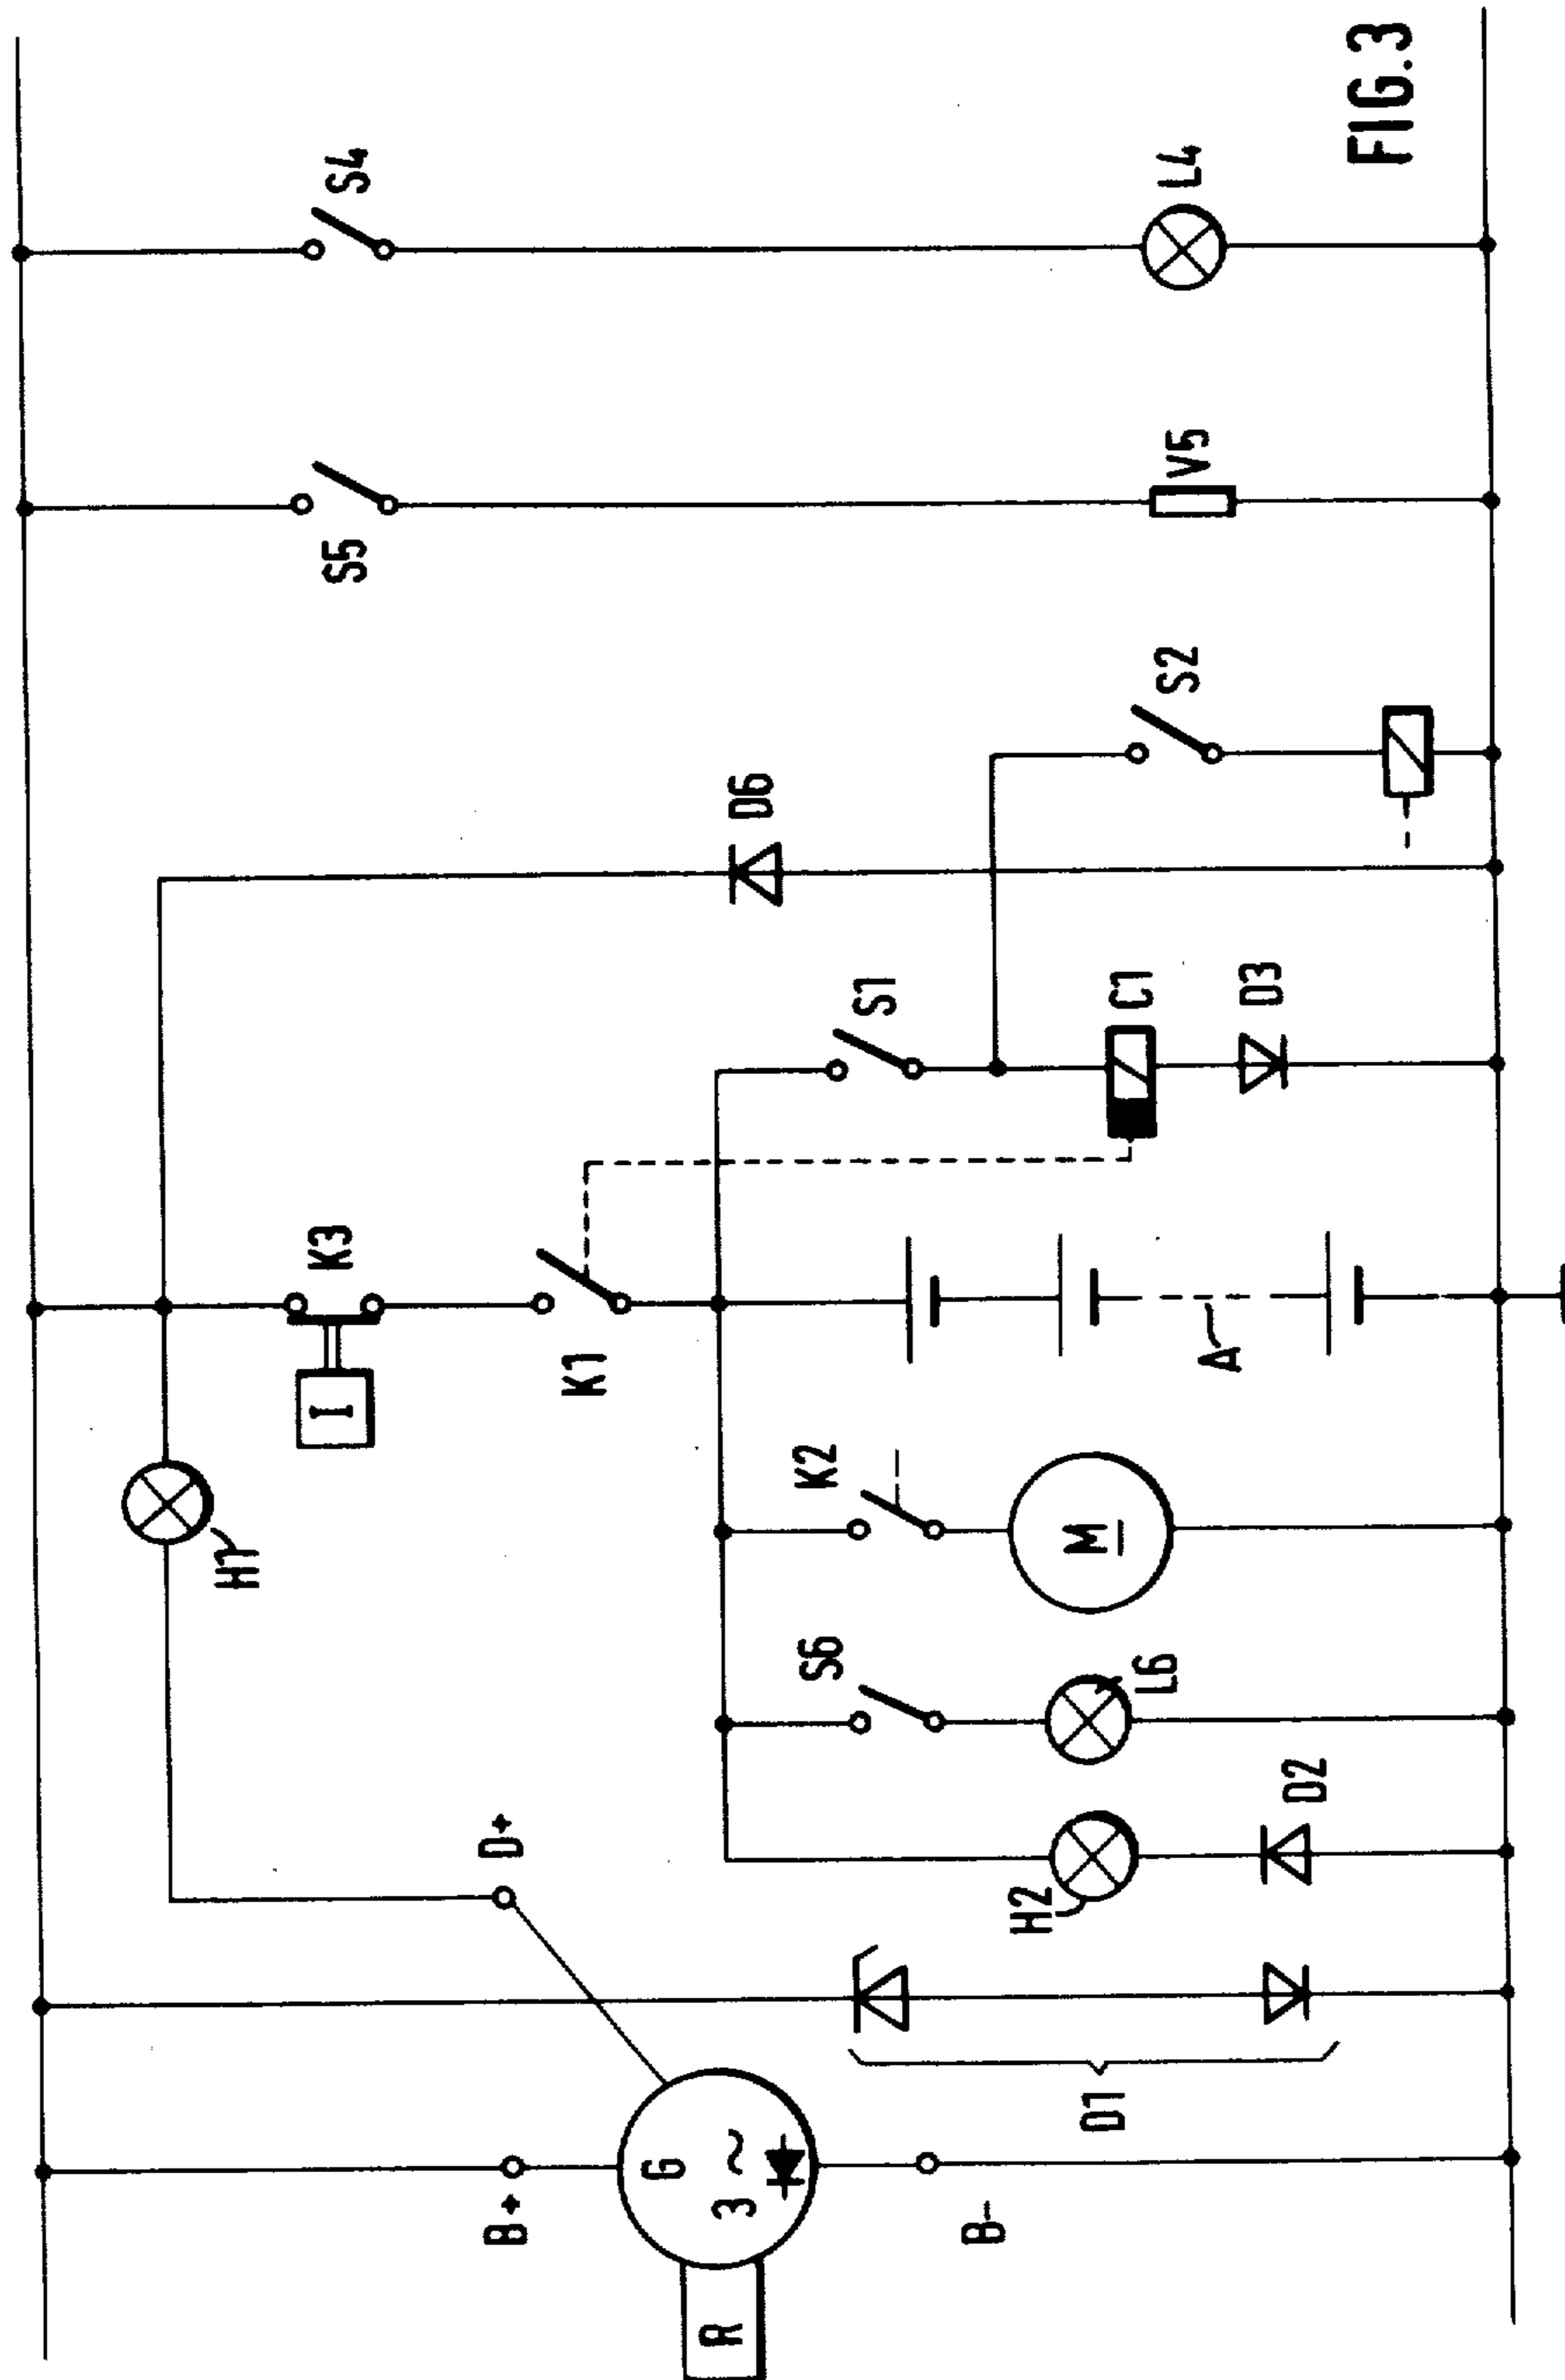 R
B+
B-
G
3 ~
D+
D1
H1
H2
D2
S6
L6
K2
M
I
K3
K1
A
S1
C1
D3
D6
S2
S5
V5
S4
L4
FIG.3